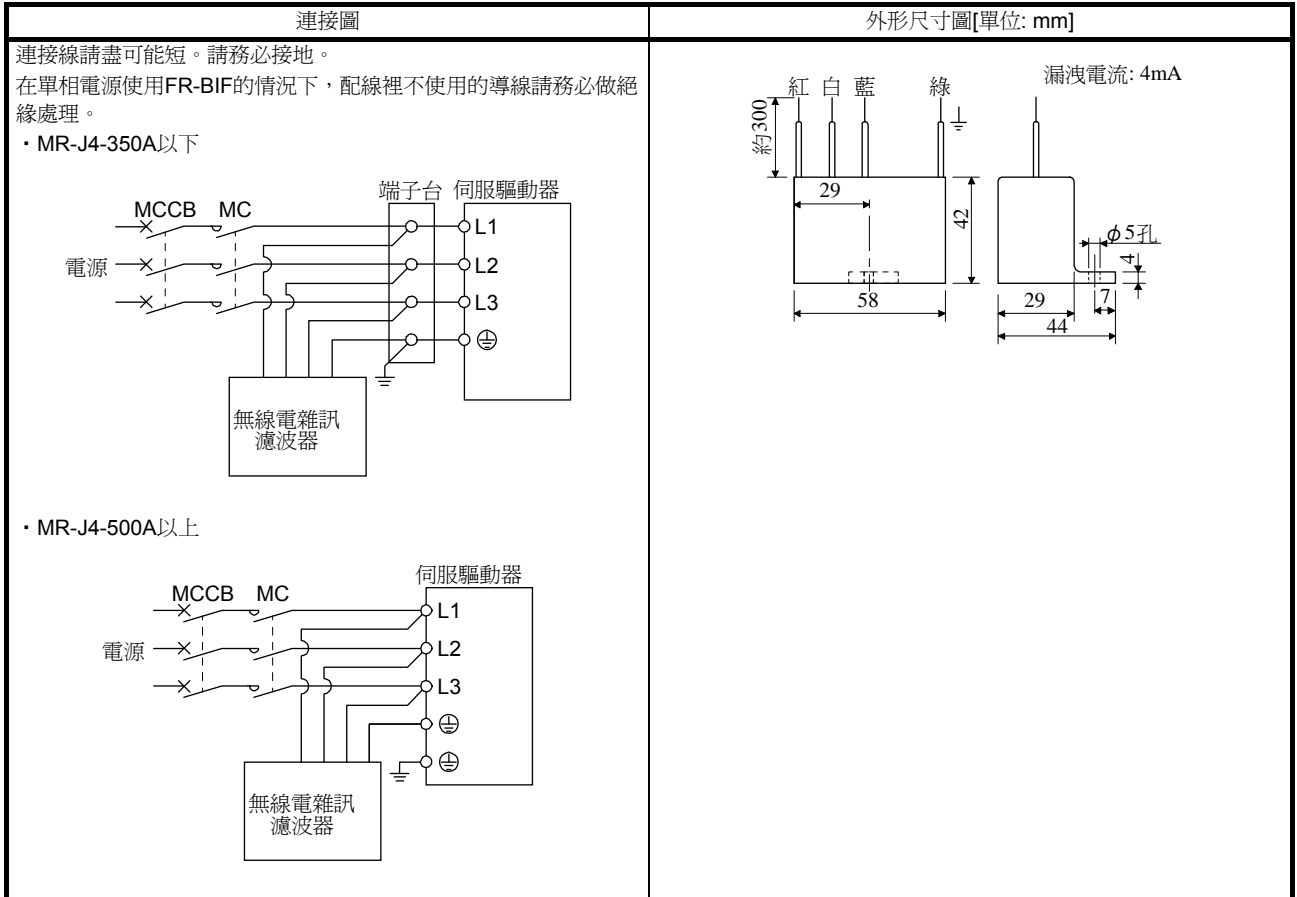 連接圖
外形尺寸圖[單位: mm]
連接線請盡可能短。請務必接地。
在單相電源使用FR-BIF的情況下，配線裡不使用的導線請務必做絕
緣處理。
・MR-J4-350A以下
端子台 伺服驅動器
MCCB MC
L1
電源
L2
L3
無線電雜訊
濾波器
・MR-J4-500A以上
伺服驅動器
MCCB MC
L1
電源
L2
L3
無線電雜訊
濾波器
漏洩電流: 4mA
紅 白 藍 綠
約300
29
42
58
φ5孔
4
29
7
44